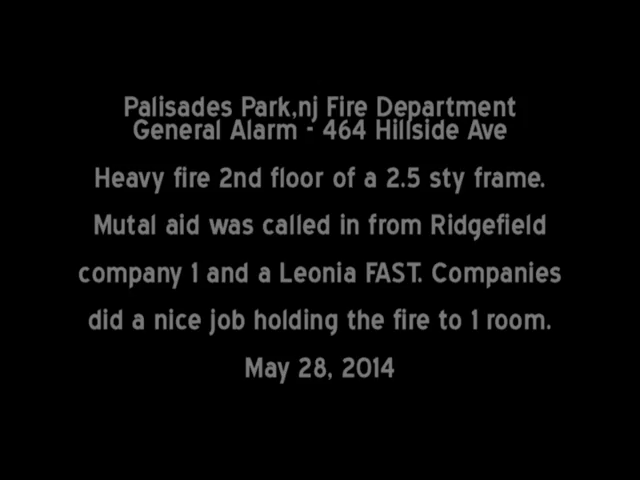 Palisades Park,nj Fire Department
General Alarm - 464 Hillside Ave
Heavy fire 2nd floor of a 2.5 sty frame.
Mutal aid was called in from Ridgefield
company 1 and a Leonia FAST. Companies
did a nice job holding the fire to 1 room.
May 28, 2014